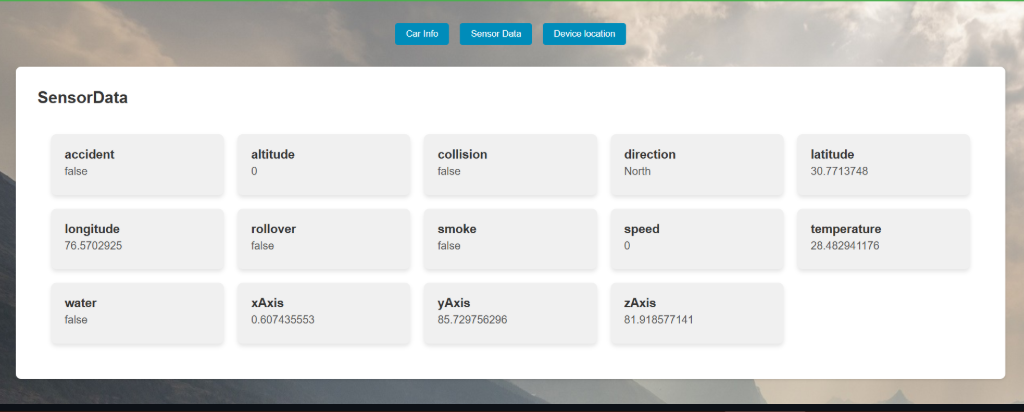 Car Info Sensor Data Device location
SensorData
accident altitude collision direction latitude
false 0 false North 30.7713748
longitude rollover smoke speed temperature
76.5702925 false false 0 28.482941176
water xAxis yAxis zAxis
false 0.607435553 85.729756296 81.918577141